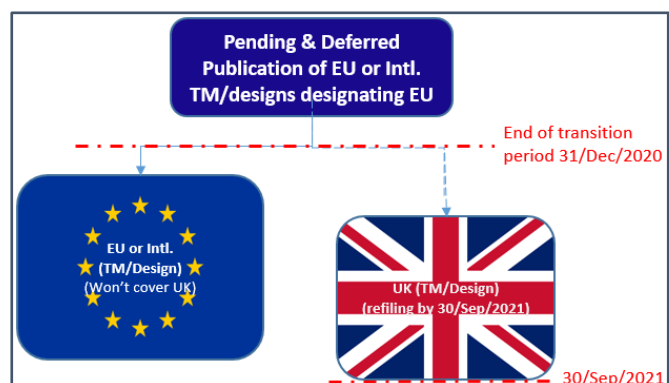 Pending & Deferred
Publication of EU or Intl.
TM/designs designating EU
End of transition
period 31/Dec/2020
EU or Intl.
(TM/Design)
(Won't cover UK)
UK (TM/Design)
(refiling by 30/Sep/2021)
30/Sep/2021